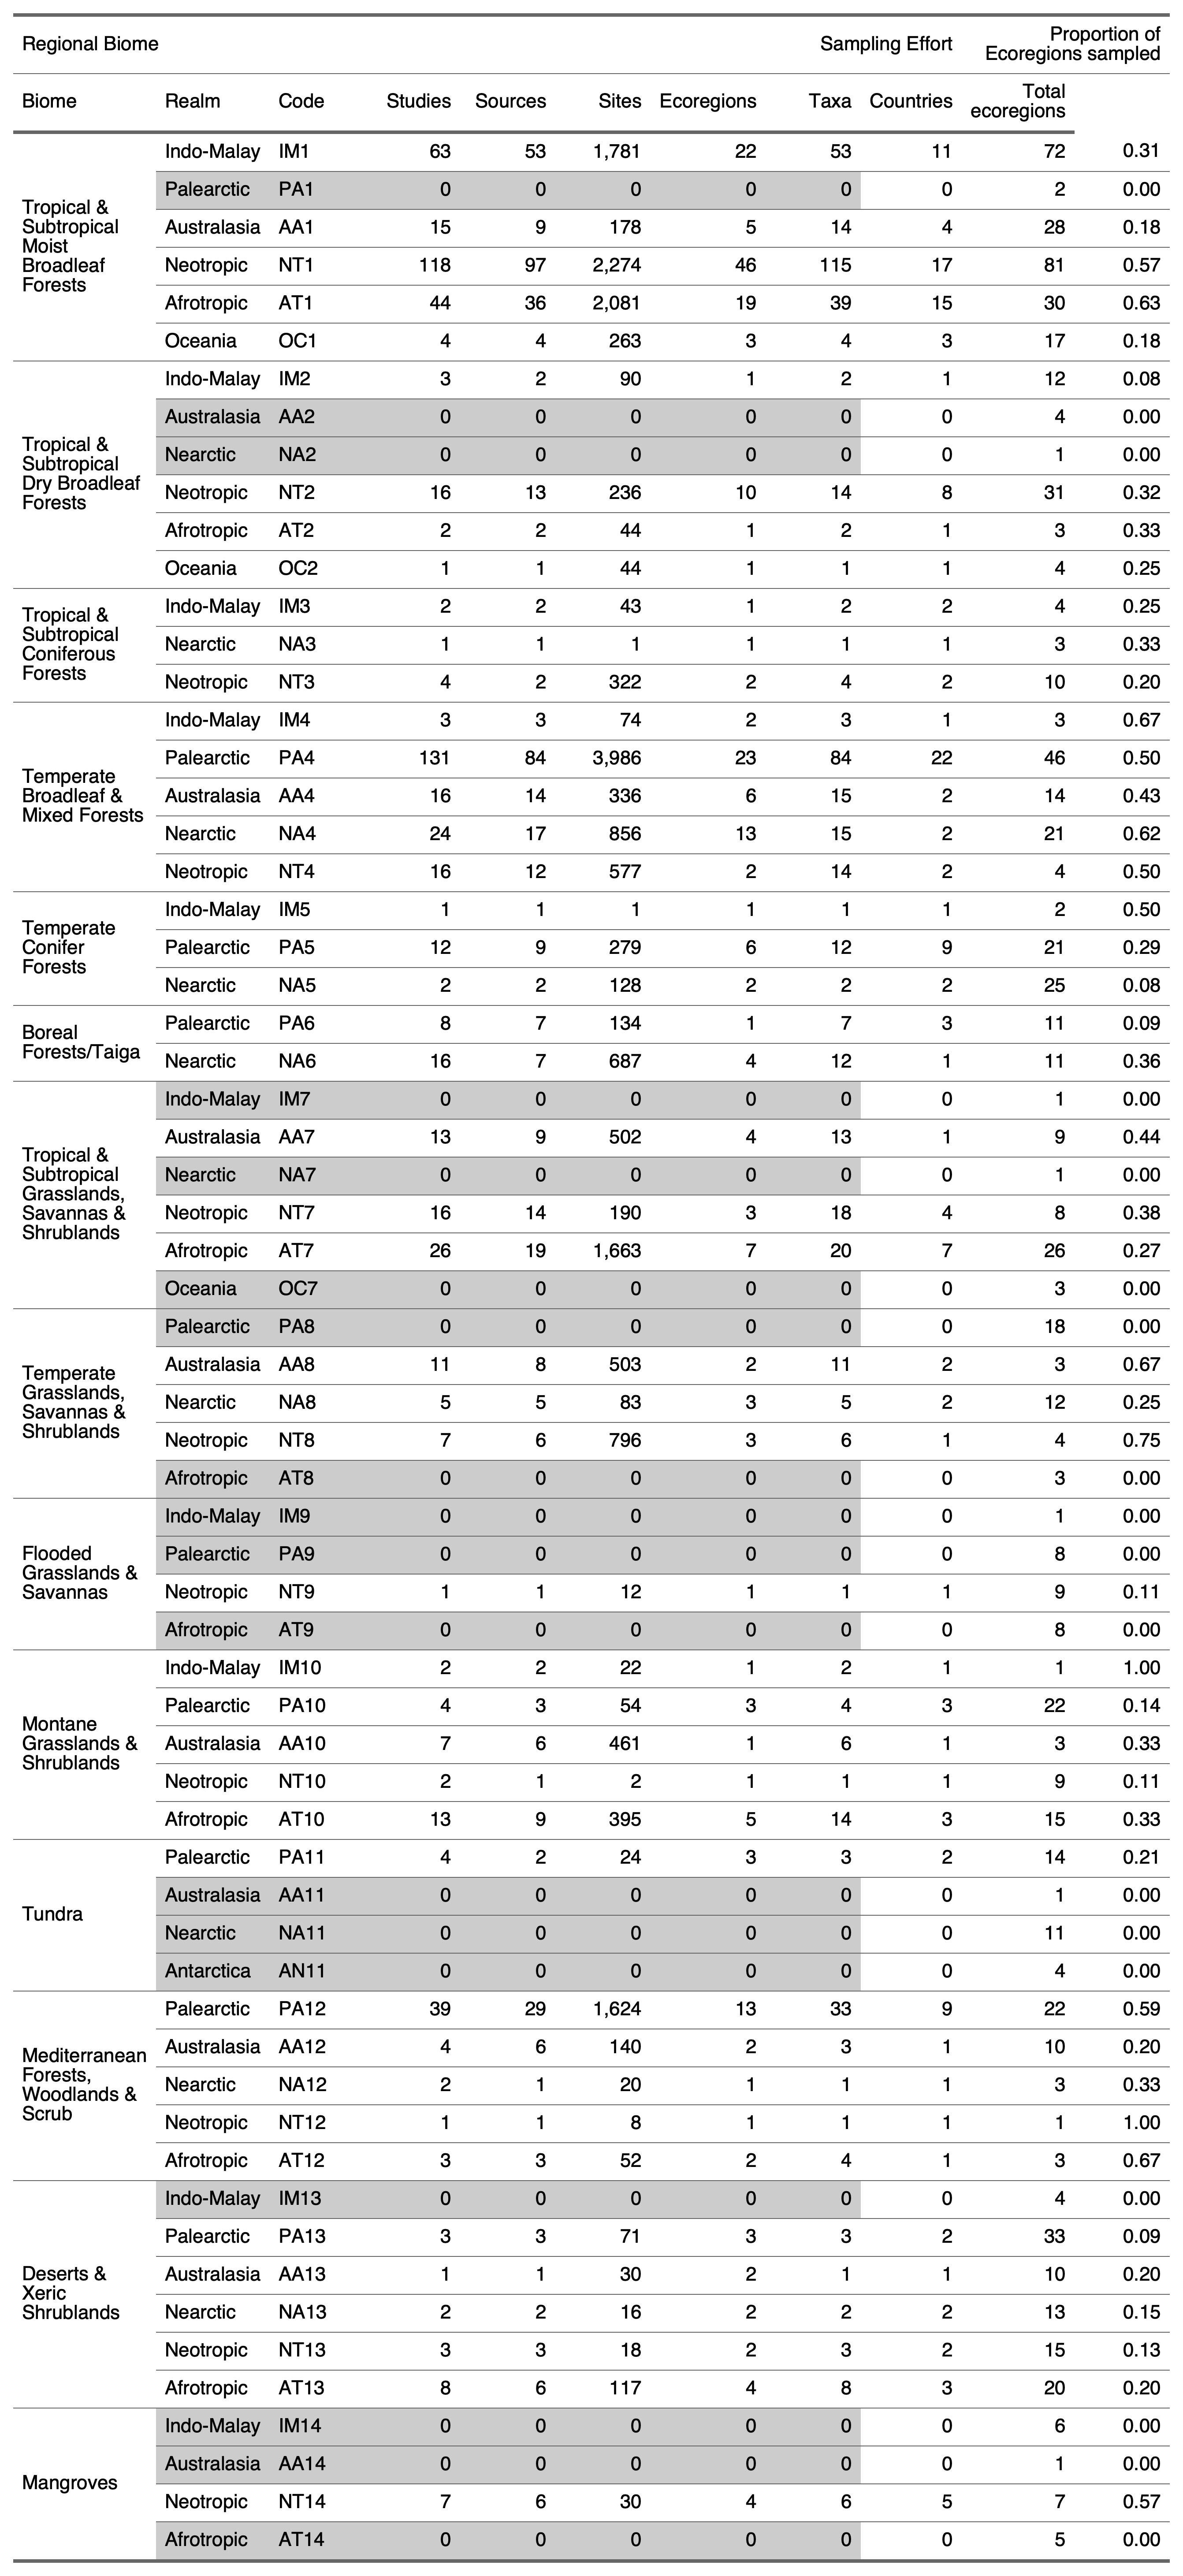 Regional Biome Sampling Effort Proportion of
Ecoregions sampled
Biome Realm Code Studies Sources Sites Ecoregions Taxa Countries Total
ecoregions
Tropical &
Subtropical
Moist
Broadleaf
Forests
Indo-Malay IM1 63 53 1,781 22 53 11 72 0.31
Palearctic PA1 0 0 0 0 0 0 2 0.00
Australasia AA1 15 9 178 5 14 4 28 0.18
Neotropic NT1 118 97 2,274 46 115 17 81 0.57
Afrotropic AT1 44 36 2,081 19 39 15 30 0.63
Oceania OC1 4 4 263 3 4 3 17 0.18
Tropical &
Subtropical
Dry Broadleaf
Forests
Indo-Malay IM2 3 2 90 1 2 1 12 0.08
Australasia AA2 0 0 0 0 0 0 4 0.00
Nearctic NA2 0 0 0 0 0 0 1 0.00
Neotropic NT2 16 13 236 10 14 8 31 0.32
Afrotropic AT2 2 2 44 1 2 1 3 0.33
Oceania OC2 1 1 44 1 1 1 4 0.25
Tropical &
Subtropical
Coniferous
Forests
Indo-Malay IM3 2 2 43 1 2 2 4 0.25
Nearctic NA3 1 1 1 1 1 1 3 0.33
Neotropic NT3 4 2 322 2 4 2 10 0.20
Temperate
Broadleaf &
Mixed Forests
Indo-Malay IM4 3 3 74 2 3 1 3 0.67
Palearctic PA4 131 84 3,986 23 84 22 46 0.50
Australasia AA4 16 14 336 6 15 2 14 0.43
Nearctic NA4 24 17 856 13 15 2 21 0.62
Neotropic NT4 16 12 577 2 14 2 4 0.50
Temperate
Conifer
Forests
Indo-Malay IM5 1 1 1 1 1 1 2 0.50
Palearctic PA5 12 9 279 6 12 9 21 0.29
Nearctic NA5 2 2 128 2 2 2 25 0.08
Boreal
Forests/Taiga
Palearctic PA6 8 7 134 1 7 3 11 0.09
Nearctic NA6 16 7 687 4 12 1 11 0.36
Tropical &
Subtropical
Grasslands,
Savannas &
Shrublands
Indo-Malay IM7 0 0 0 0 0 0 1 0.00
Australasia AA7 13 9 502 4 13 1 9 0.44
Nearctic NA7 0 0 0 0 0 0 1 0.00
Neotropic NT7 16 14 190 3 18 4 8 0.38
Afrotropic AT7 26 19 1,663 7 20 7 26 0.27
Oceania OC7 0 0 0 0 0 0 3 0.00
Temperate
Grasslands,
Savannas &
Shrublands
Palearctic PA8 0 0 0 0 0 0 18 0.00
Australasia AA8 11 8 503 2 11 2 3 0.67
Nearctic NA8 5 5 83 3 5 2 12 0.25
Neotropic NT8 7 6 796 3 6 1 4 0.75
Afrotropic AT8 0 0 0 0 0 0 3 0.00
Flooded
Grasslands &
Savannas
Indo-Malay IM9 0 0 0 0 0 0 1 0.00
Palearctic PA9 0 0 0 0 0 0 8 0.00
Neotropic NT9 1 1 12 1 1 1 9 0.11
Afrotropic AT9 0 0 0 0 0 0 8 0.00
Montane
Grasslands &
Shrublands
Indo-Malay IM10 2 2 22 1 2 1 1 1.00
Palearctic PA10 4 3 54 3 4 3 22 0.14
Australasia AA10 7 6 461 1 6 1 3 0.33
Neotropic NT10 2 1 2 1 1 1 9 0.11
Afrotropic AT10 13 9 395 5 14 3 15 0.33
Tundra
Palearctic PA11 4 2 24 3 3 2 14 0.21
Australasia AA11 0 0 0 0 0 0 1 0.00
Nearctic NA11 0 0 0 0 0 0 11 0.00
Antarctica AN11 0 0 0 0 0 0 4 0.00
Mediterranean
Forests,
Woodlands &
Scrub
Palearctic PA12 39 29 1,624 13 33 9 22 0.59
Australasia AA12 4 6 140 2 3 1 10 0.20
Nearctic NA12 2 1 20 1 1 1 3 0.33
Neotropic NT12 1 1 8 1 1 1 1 1.00
Afrotropic AT12 3 3 52 2 4 1 3 0.67
Deserts &
Xeric
Shrublands
Indo-Malay IM13 0 0 0 0 0 0 4 0.00
Palearctic PA13 3 3 71 3 3 2 33 0.09
Australasia AA13 1 1 30 2 1 1 10 0.20
Nearctic NA13 2 2 16 2 2 2 13 0.15
Neotropic NT13 3 3 18 2 3 2 15 0.13
Afrotropic AT13 8 6 117 4 8 3 20 0.20
Mangroves
Indo-Malay IM14 0 0 0 0 0 0 6 0.00
Australasia AA14 0 0 0 0 0 0 1 0.00
Neotropic NT14 7 6 30 4 6 5 7 0.57
Afrotropic AT14 0 0 0 0 0 0 5 0.00